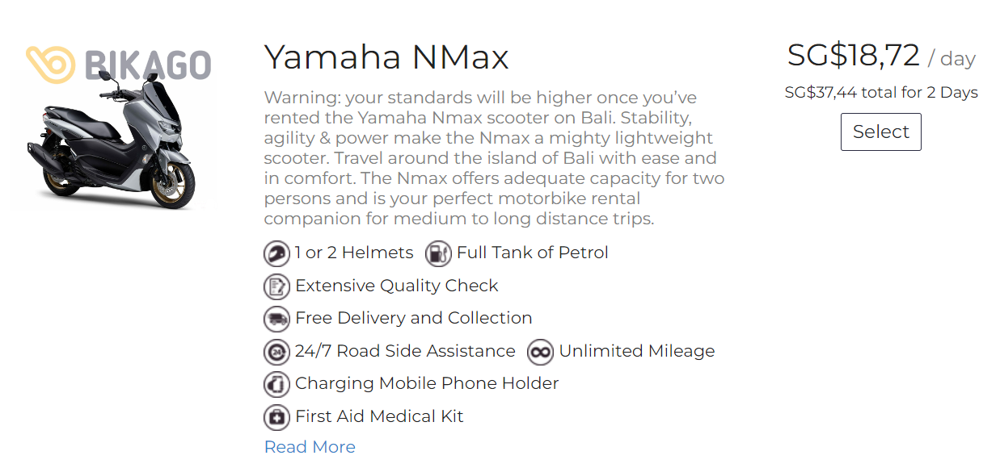 BIKAGO
Yamaha NMax
SG$18,72 / day
SG$37,44 total for 2 Days
Select
Warning: your standards will be higher once you’ve
rented the Yamaha Nmax scooter on Bali. Stability,
agility & power make the Nmax a mighty lightweight
scooter. Travel around the island of Bali with ease and
in comfort. The Nmax offers adequate capacity for two
persons and is your perfect motorbike rental
companion for medium to long distance trips.
1 or 2 Helmets Full Tank of Petrol
Extensive Quality Check
Free Delivery and Collection
24/7 Road Side Assistance Unlimited Mileage
Charging Mobile Phone Holder
First Aid Medical Kit
Read More